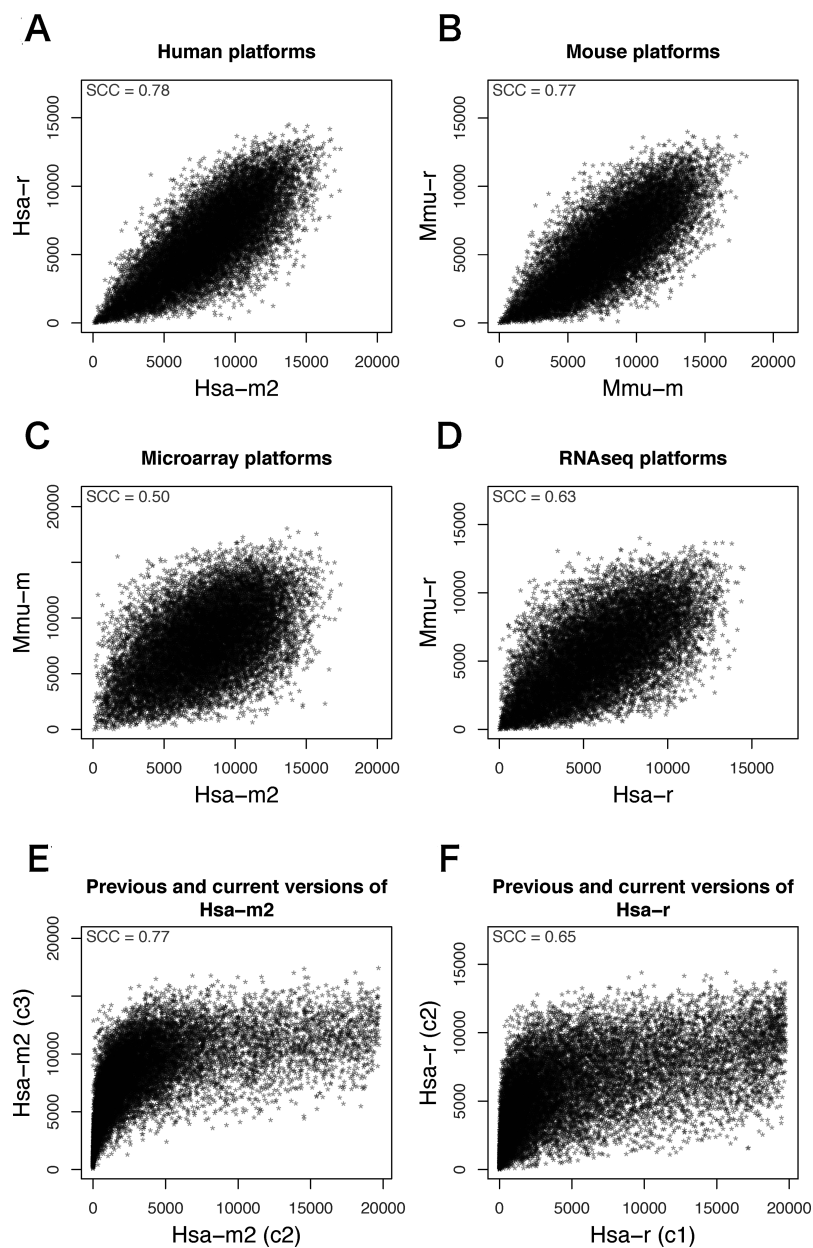 A
Human platforms
SCC = 0.78
15000
10000
5000
0
Hsa-r
0 5000 10000 15000 20000
Hsa-m2
B
Mouse platforms
SCC = 0.77
15000
10000
5000
0
Mmu-r
0 5000 10000 15000 20000
Mmu-m
C
Microarray platforms
SCC = 0.50
20000
10000
5000
0
Mmu-m
0 5000 10000 15000 20000
Hsa-m2
D
RNAseq platforms
SCC = 0.63
15000
10000
5000
0
Mmu-r
0 5000 10000 15000
Hsa-r
E
Previous and current versions of
Hsa-m2
SCC = 0.77
20000
10000
5000
0
Hsa-m2 (c3)
0 5000 10000 15000 20000
Hsa-m2 (c2)
F
Previous and current versions of
Hsa-r
SCC = 0.65
15000
10000
5000
0
Hsa-r (c2)
0 5000 10000 15000 20000
Hsa-r (c1)